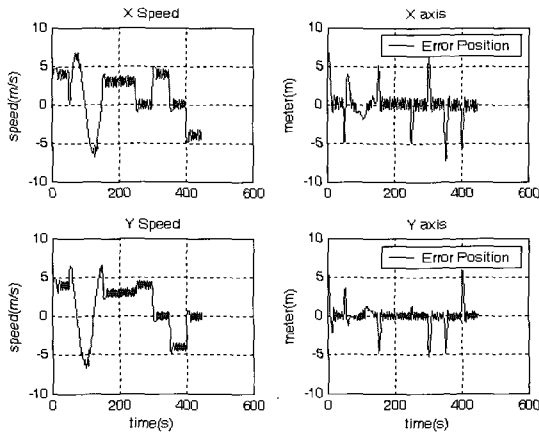 X Speed
speed(m/s)
10
5
0
-5
-10
0 200 400 600
X axis
Error Position
meter(m)
10
5
0
-5
-10
0 200 400 600
Y Speed
speed(m/s)
10
5
0
-5
-10
0 200 400 600
time(s)
Y axis
Error Position
meter(m)
10
5
0
-5
-10
0 200 400 600
time(s)